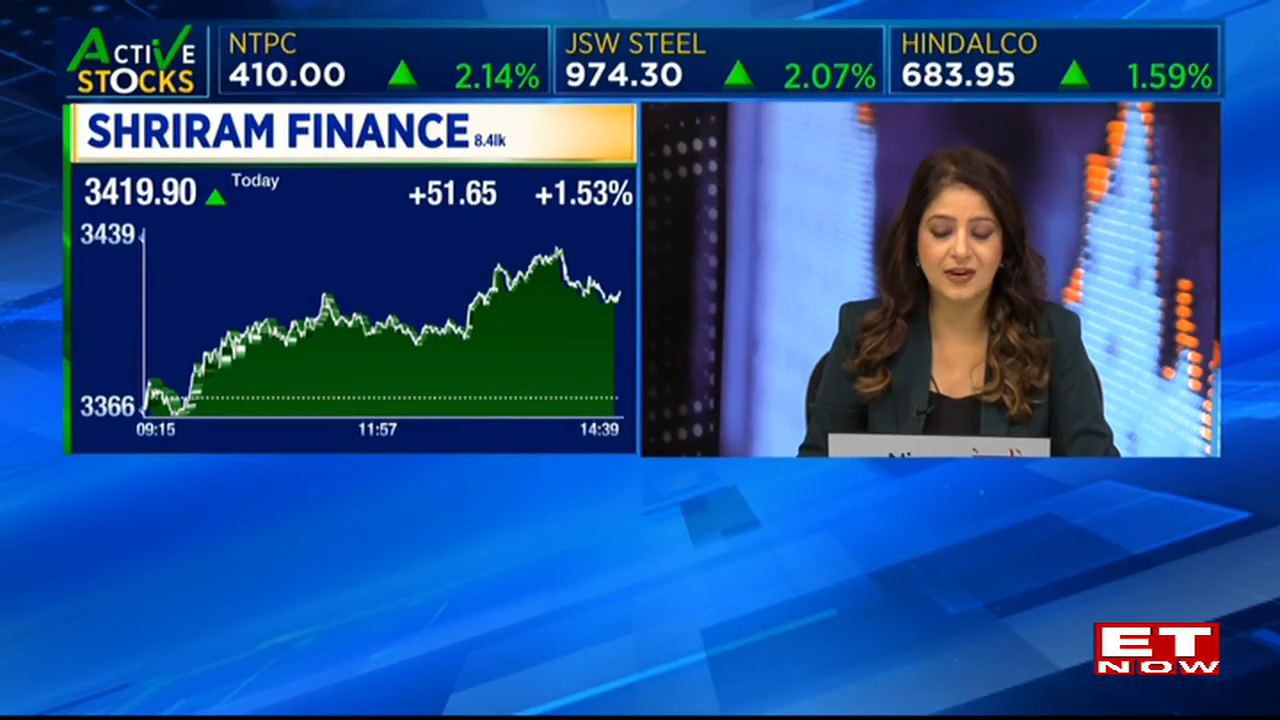 ACTIVE
STOCKS
NTPC
410.00 2.14%
JSW STEEL
974.30 2.07%
HINDALCO
683.95 1.59%
SHRIRAM FINANCE 8.4lk
3419.90 Today +51.65 +1.53%
3439
3366
09:15 11:57 14:39
ET
NOW